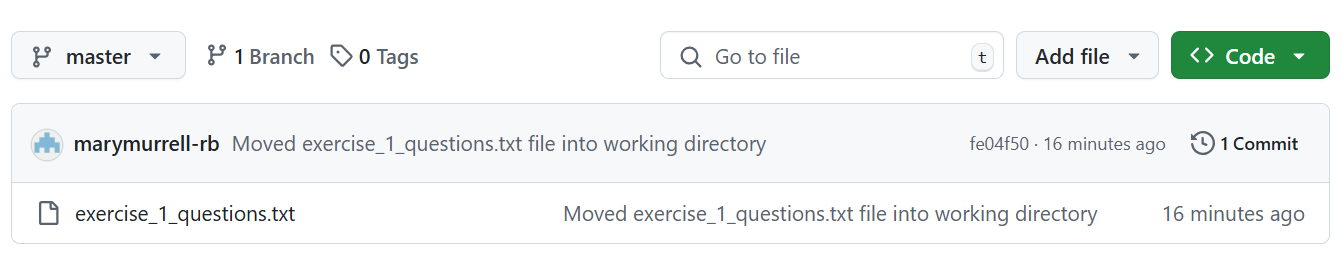 master 1 Branch 0 Tags Go to file t Add file <> Code
marymurrell-rb Moved exercise_1_questions.txt file into working directory fe04f50 · 16 minutes ago 1 Commit
exercise_1_questions.txt Moved exercise_1_questions.txt file into working directory 16 minutes ago